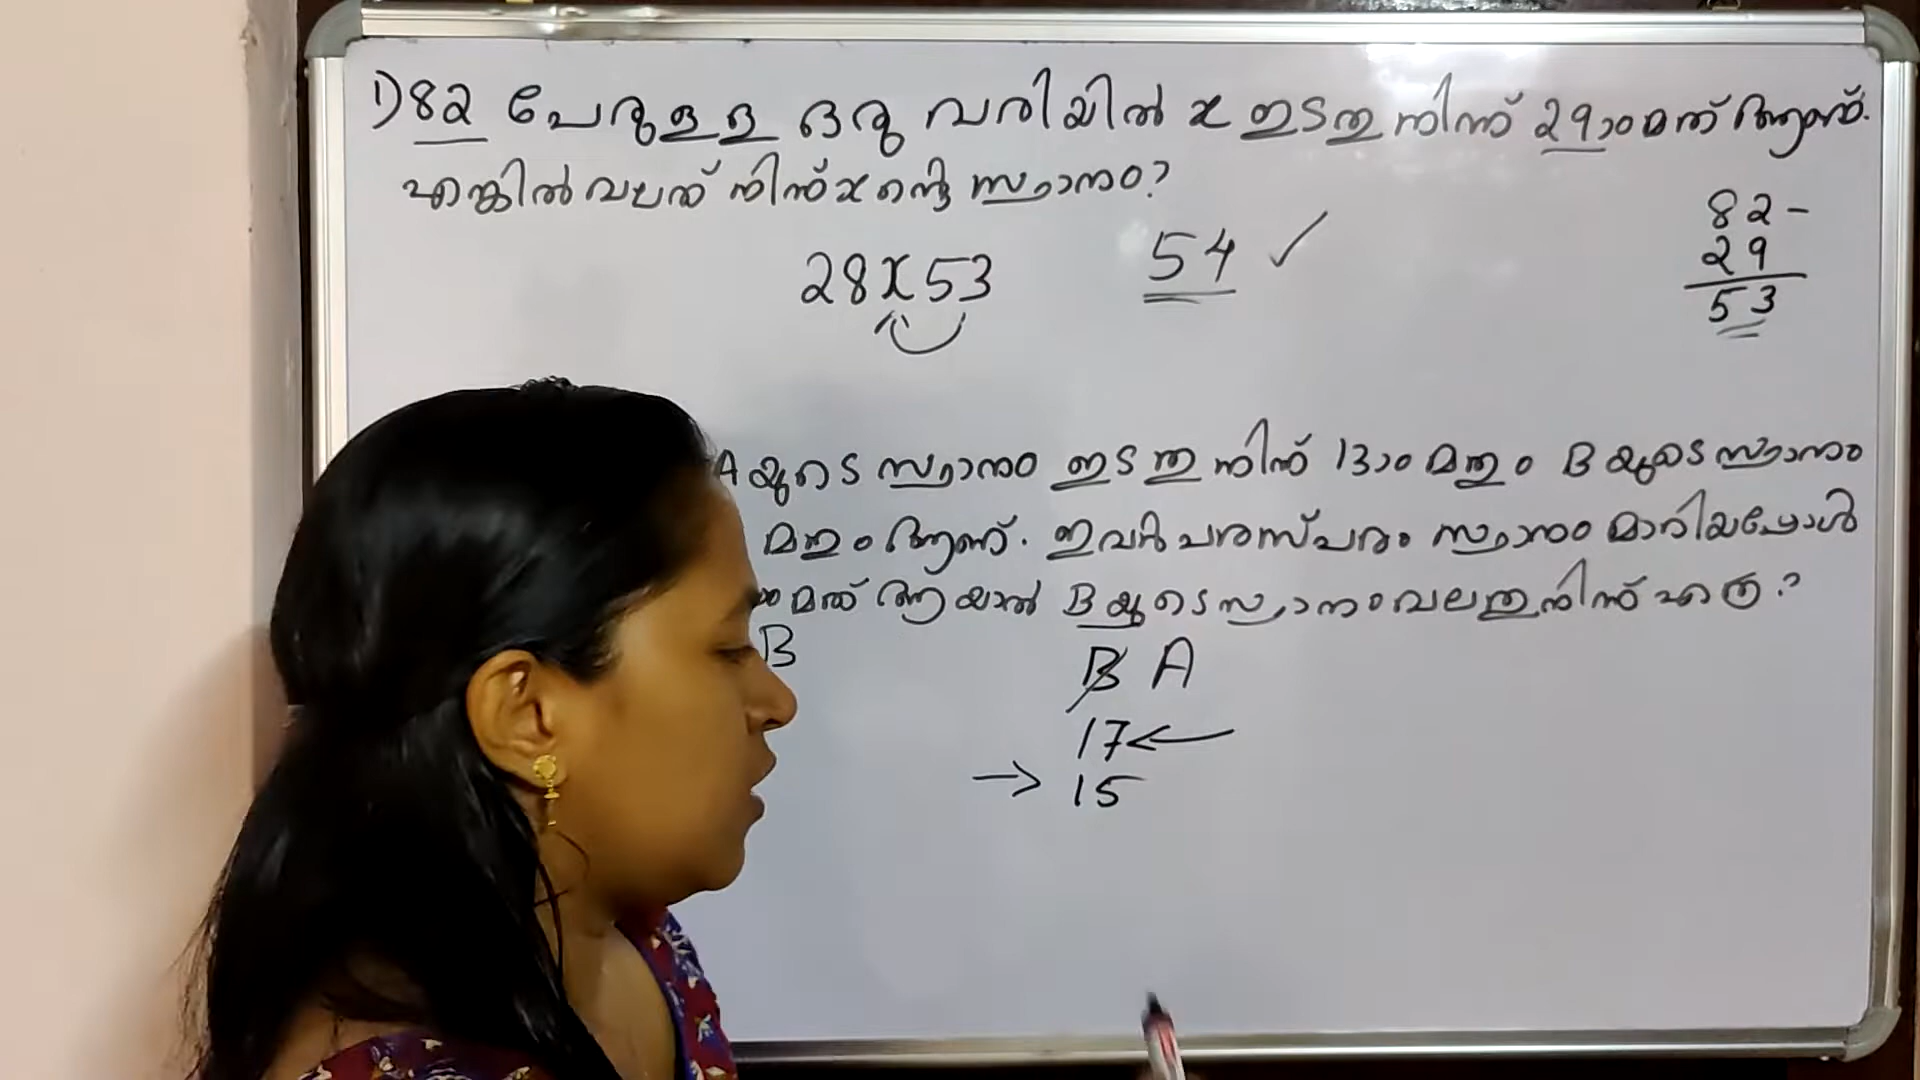 1) 82 പേരുള്ള ഒരു വരിയിൽ x ഇടതു നിന്ന് 29ാം മത് ആണ്.
എങ്കിൽ വലത് നിന്ന് x ന്റെ സ്ഥാനം?
82 -
29
53
28 x 53
54 ✓
A യുടെ സ്ഥാനം ഇടതു നിന്ന് 13ാം മതും B യുടെ സ്ഥാനം
മതും ആണ്. ഇവർ പരസ്പരം സ്ഥാനം മാറിയപ്പോൾ
മത് ആയാൽ B യുടെ സ്ഥാനം വലതു നിന്ന് എത്ര?
B
B A
17 ←
→ 15